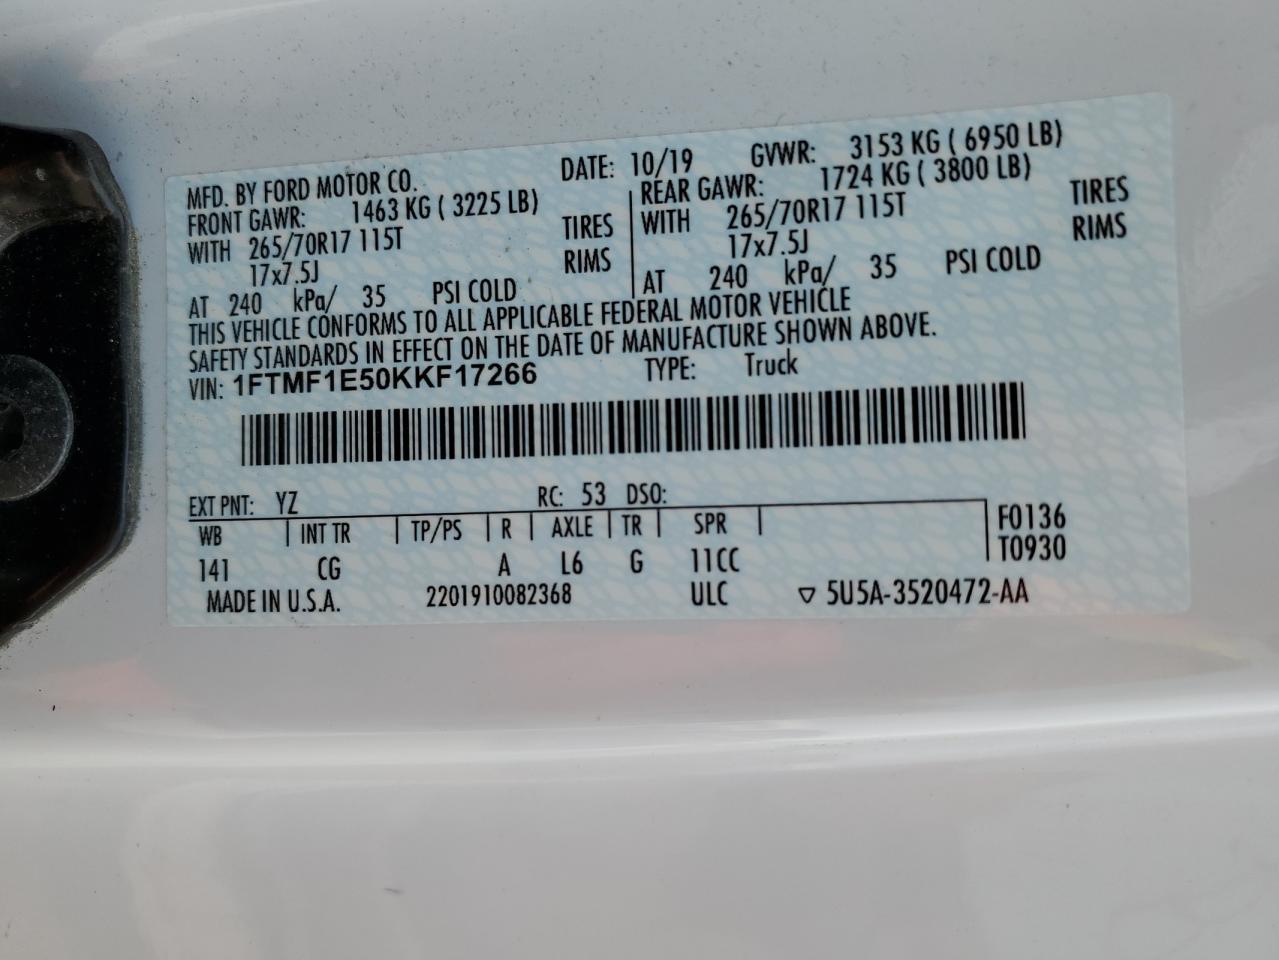 MFD. BY FORD MOTOR CO. DATE: 10/19 GVWR: 3153 KG ( 6950 LB)
FRONT GAWR: 1463 KG ( 3225 LB) REAR GAWR: 1724 KG ( 3800 LB)
WITH 265/70R17 115T TIRES WITH 265/70R17 115T TIRES
17x7.5J RIMS 17x7.5J RIMS
AT 240 kPa/ 35 PSI COLD AT 240 kPa/ 35 PSI COLD
THIS VEHICLE CONFORMS TO ALL APPLICABLE FEDERAL MOTOR VEHICLE
SAFETY STANDARDS IN EFFECT ON THE DATE OF MANUFACTURE SHOWN ABOVE.
VIN: 1FTMF1E50KKF17266 TYPE: Truck
EXT PNT: YZ RC: 53 DSO:
WB INT TR TP/PS R AXLE TR SPR F0136
141 CG A L6 G 11CC T0930
MADE IN U.S.A. 2201910082368 ULC ▽ 5U5A-3520472-AA